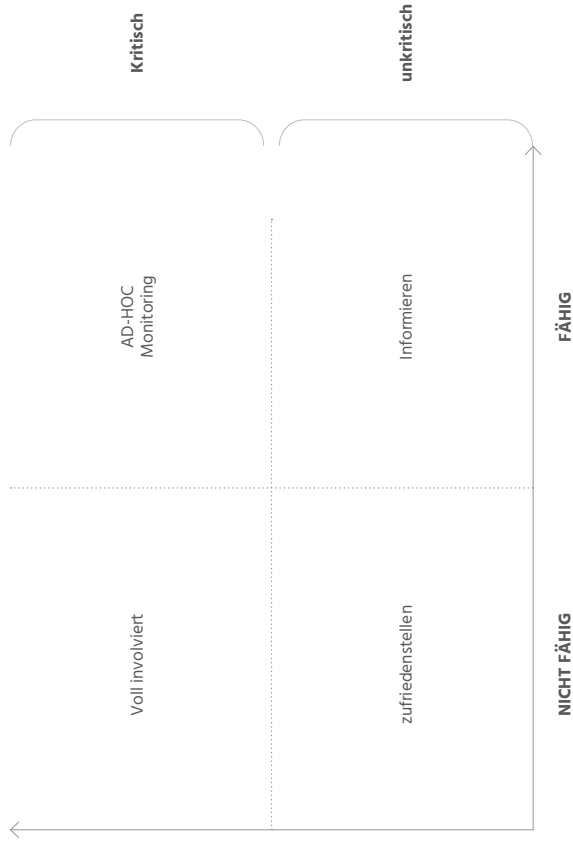 Voll involviert
AD-HOC
Monitoring
Kritisch
zufriedenstellen
Informieren
unkritisch
NICHT FÄHIG
FÄHIG